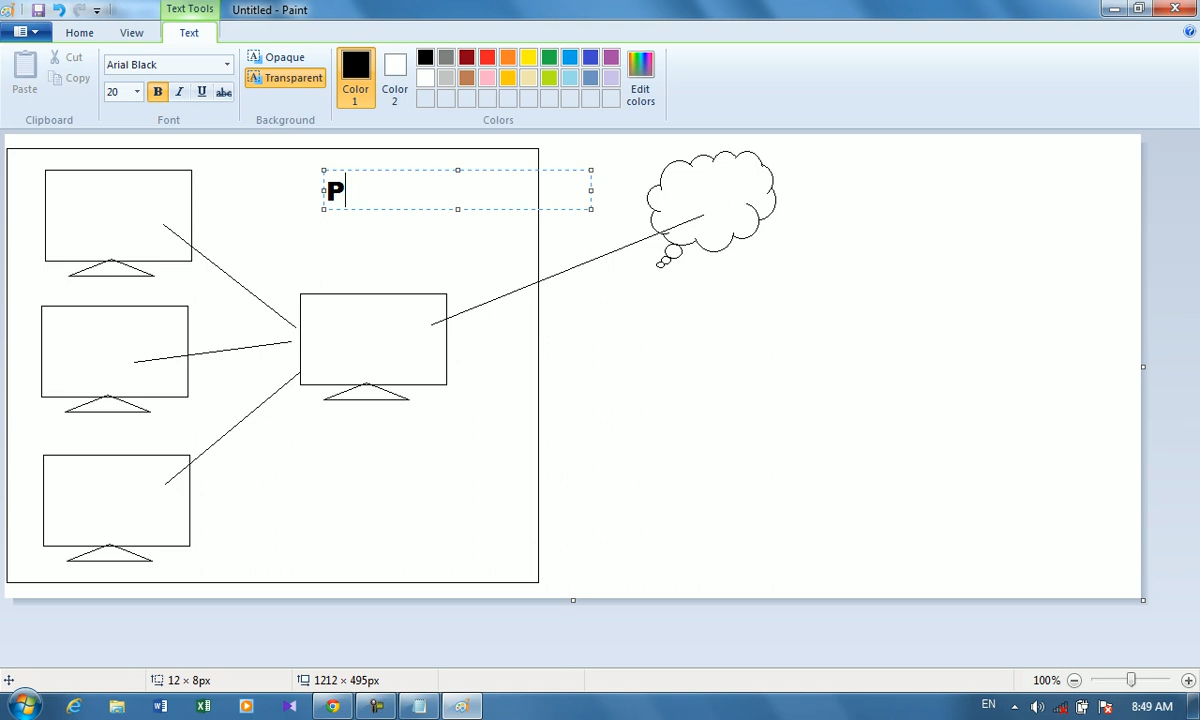 Text Tools
Untitled - Paint
Home View Text
Paste
Cut
Copy
Clipboard
Arial Black
20 B I U abc
Font
Opaque
Transparent
Background
Color 1
Color 2
Edit colors
Colors
P
12 × 8px
1212 × 495px
100%
EN
8:49 AM